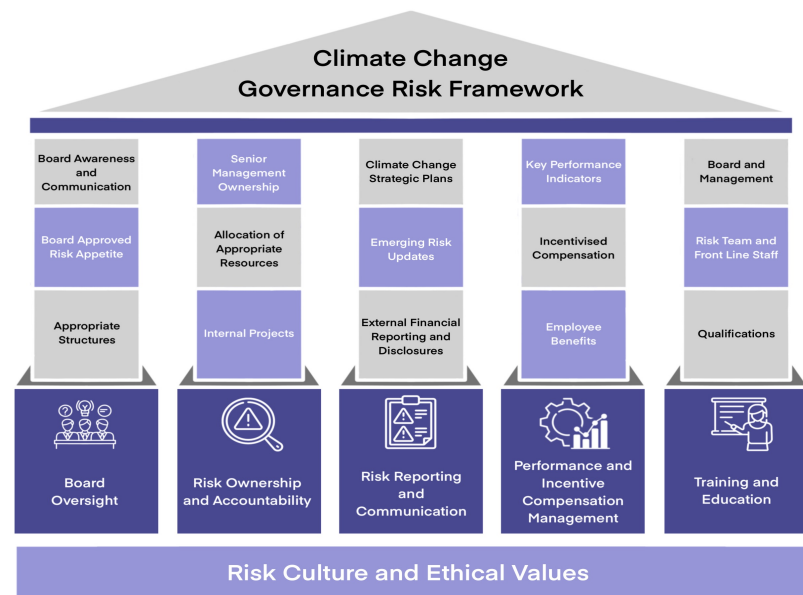 Climate Change
Governance Risk Framework
Board Awareness
and
Communication
Board Approved
Risk Appetite
Appropriate
Structures
Board
Oversight
Senior
Management
Ownership
Allocation of
Appropriate
Resources
Internal Projects
Risk Ownership
and Accountability
Climate Change
Strategic Plans
Emerging Risk
Updates
External Financial
Reporting and
Disclosures
Risk Reporting
and
Communication
Key Performance
Indicators
Incentivised
Compensation
Employee
Benefits
Performance and
Incentive
Compensation
Management
Board and
Management
Risk Team and
Front Line Staff
Qualifications
Training and
Education
Risk Culture and Ethical Values